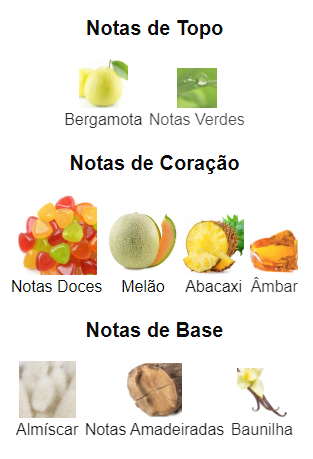 Notas de Topo
Bergamota Notas Verdes
Notas de Coração
Notas Doces Melão Abacaxi Âmbar
Notas de Base
Almíscar Notas Amadeiradas Baunilha